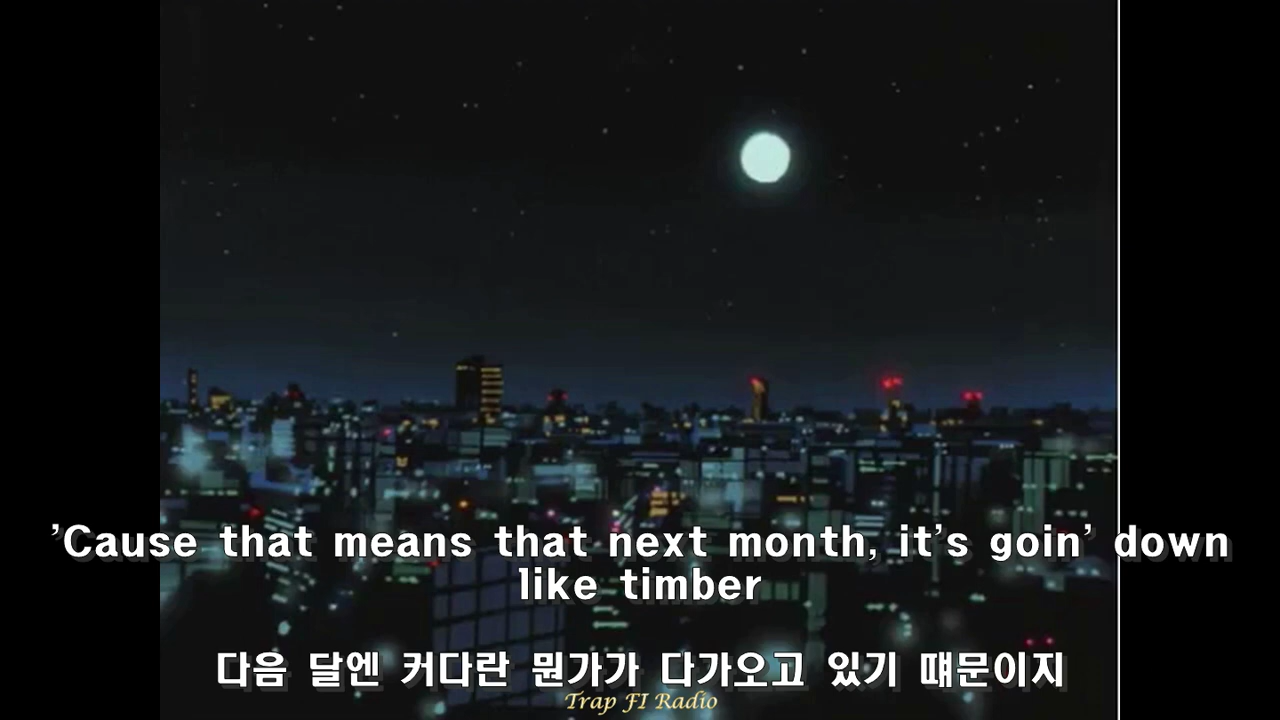 ’Cause that means that next month, it’s goin’ down
like timber
다음 달엔 커다란 뭔가가 다가오고 있기 떄문이지
Trap FI Radio